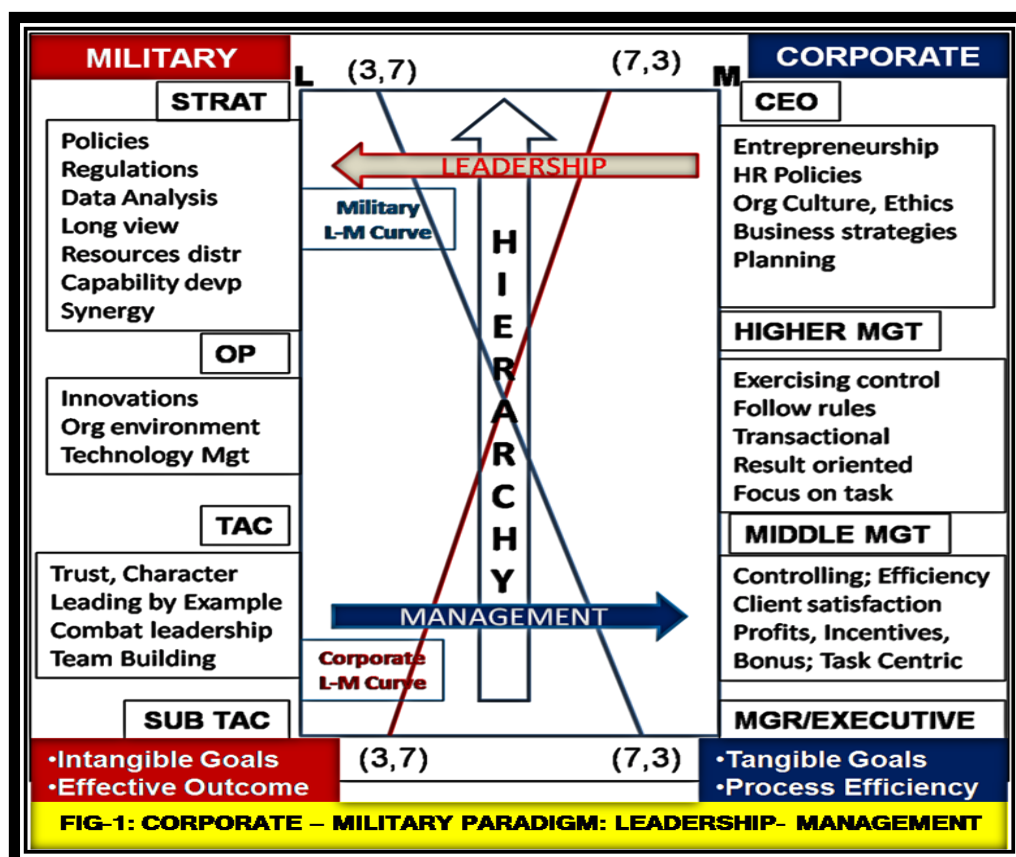 MILITARY
L
(3,7)
(7,3)
M
CORPORATE
STRAT
Policies
Regulations
Data Analysis
Long view
Resources distr
Capability devp
Synergy
OP
Innovations
Org environment
Technology Mgt
TAC
Trust, Character
Leading by Example
Combat leadership
Team Building
SUB TAC
•Intangible Goals
•Effective Outcome
LEADERSHIP
Military
L-M Curve
HIERARCHY
MANAGEMENT
Corporate
L-M Curve
(3,7)
(7,3)
CEO
Entrepreneurship
HR Policies
Org Culture, Ethics
Business strategies
Planning
HIGHER MGT
Exercising control
Follow rules
Transactional
Result oriented
Focus on task
MIDDLE MGT
Controlling; Efficiency
Client satisfaction
Profits, Incentives,
Bonus; Task Centric
MGR/EXECUTIVE
•Tangible Goals
•Process Efficiency
FIG-1: CORPORATE – MILITARY PARADIGM: LEADERSHIP- MANAGEMENT